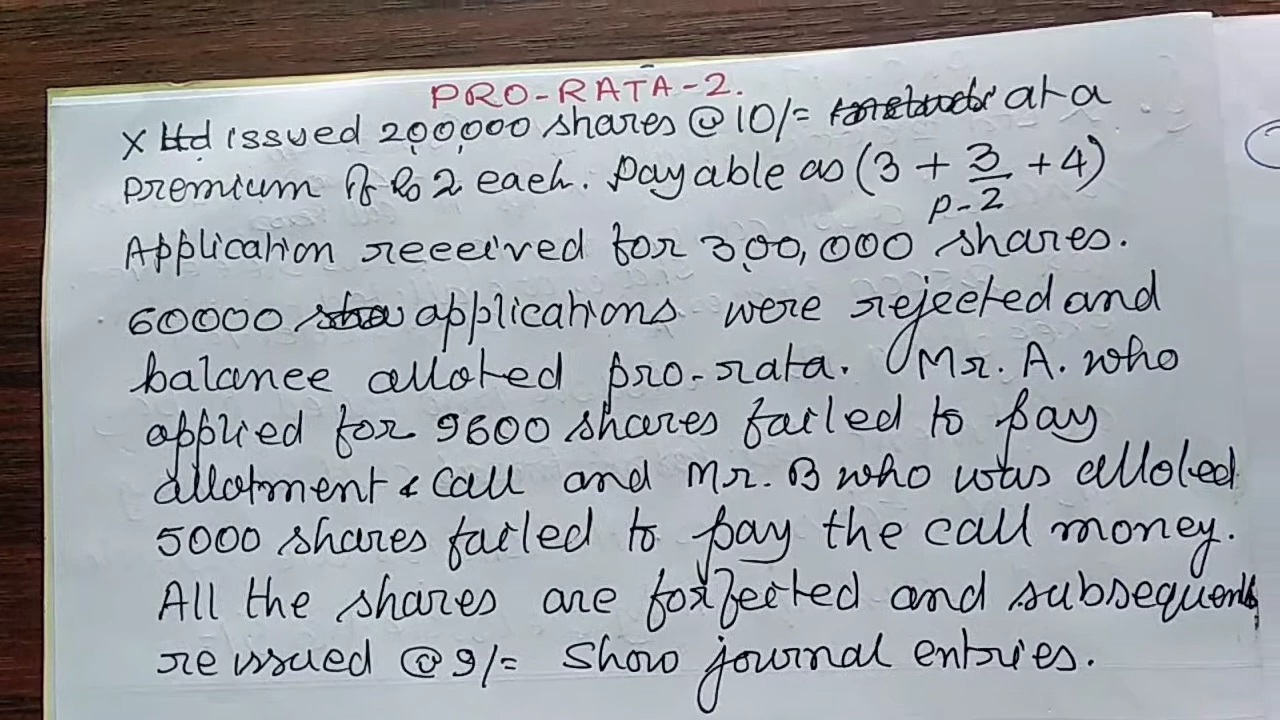 PRO-RATA-2.
X Ltd issued 200,000 shares @ 10/= at a
premium of Rs 2 each. Payable as (3 + 3 + 4)
P-2
Application received for 300,000 shares.
60000 applications were rejected and
balance alloted pro-rata. Mr. A. who
applied for 9600 shares failed to pay
allotment & call and Mr. B who was alloted
5000 shares failed to pay the call money.
All the shares are forfeited and subsequently
reissued @ 9/= Show journal entries.